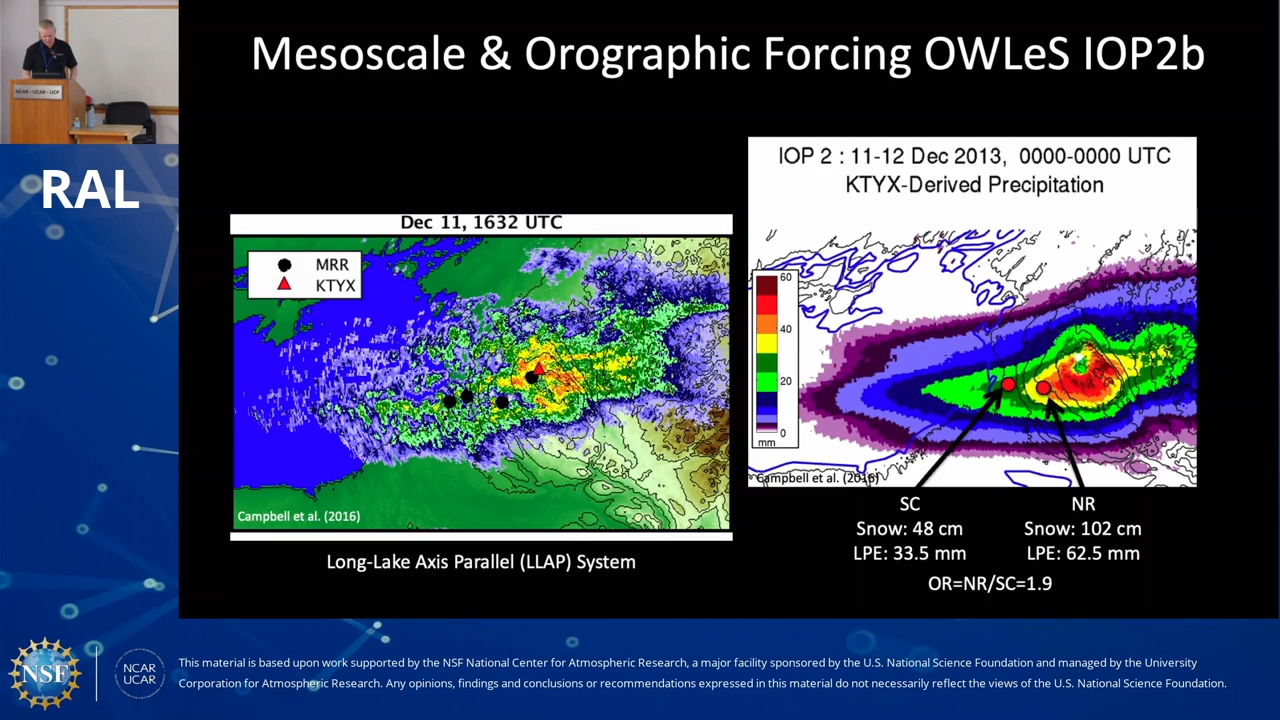 Mesoscale & Orographic Forcing OWLeS IOP2b
NCAR - UCAR - UCP
RAL
Dec 11, 1632 UTC
MRR
KTYX
Campbell et al. (2016)
Long-Lake Axis Parallel (LLAP) System
IOP 2 : 11-12 Dec 2013, 0000-0000 UTC
KTYX-Derived Precipitation
60
40
20
0
mm
Campbell et al. (2016)
SC
Snow: 48 cm
LPE: 33.5 mm
NR
Snow: 102 cm
LPE: 62.5 mm
OR=NR/SC=1.9
NSF
NCAR
UCAR
This material is based upon work supported by the NSF National Center for Atmospheric Research, a major facility sponsored by the U.S. National Science Foundation and managed by the University
Corporation for Atmospheric Research. Any opinions, findings and conclusions or recommendations expressed in this material do not necessarily reflect the views of the U.S. National Science Foundation.